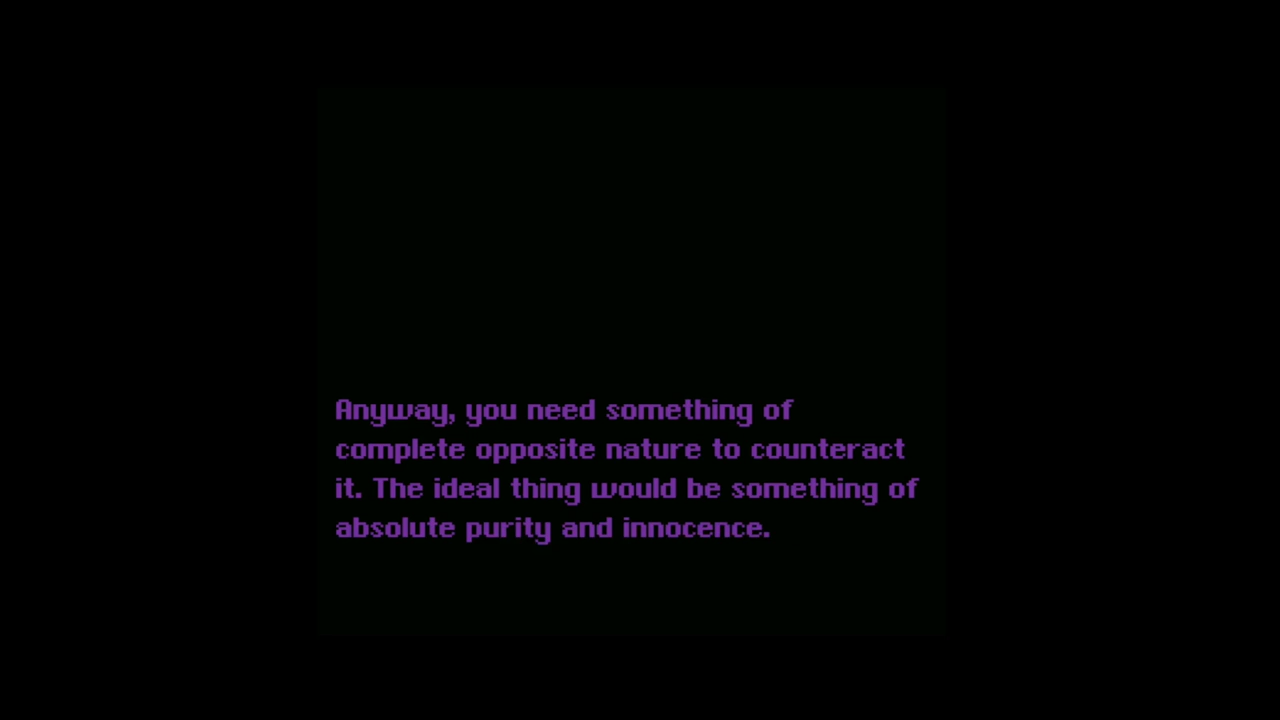 Anyway, you need something of
complete opposite nature to counteract
it. The ideal thing would be something of
absolute purity and innocence.